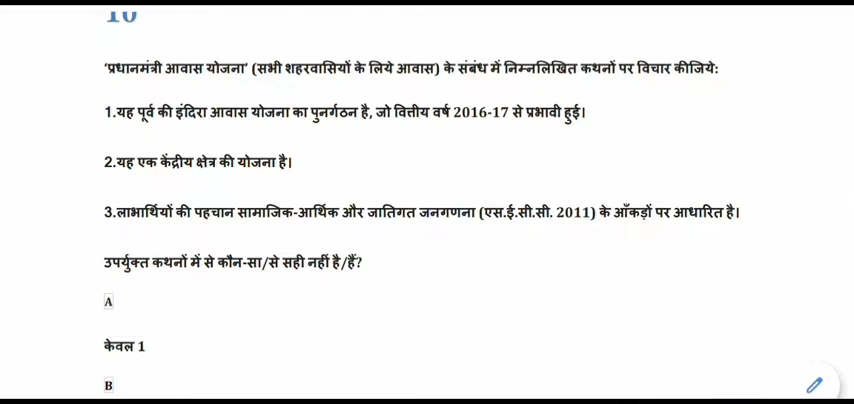 10
‘प्रधानमंत्री आवास योजना’ (सभी शहरवासियों के लिये आवास) के संबंध में निम्नलिखित कथनों पर विचार कीजिये:
1.यह पूर्व की इंदिरा आवास योजना का पुनर्गठन है, जो वित्तीय वर्ष 2016-17 से प्रभावी हुई।
2.यह एक केंद्रीय क्षेत्र की योजना है।
3.लाभार्थियों की पहचान सामाजिक-आर्थिक और जातिगत जनगणना (एस.ई.सी.सी. 2011) के आँकड़ों पर आधारित है।
उपर्युक्त कथनों में से कौन-सा/से सही नहीं है/हैं?
A
केवल 1
B